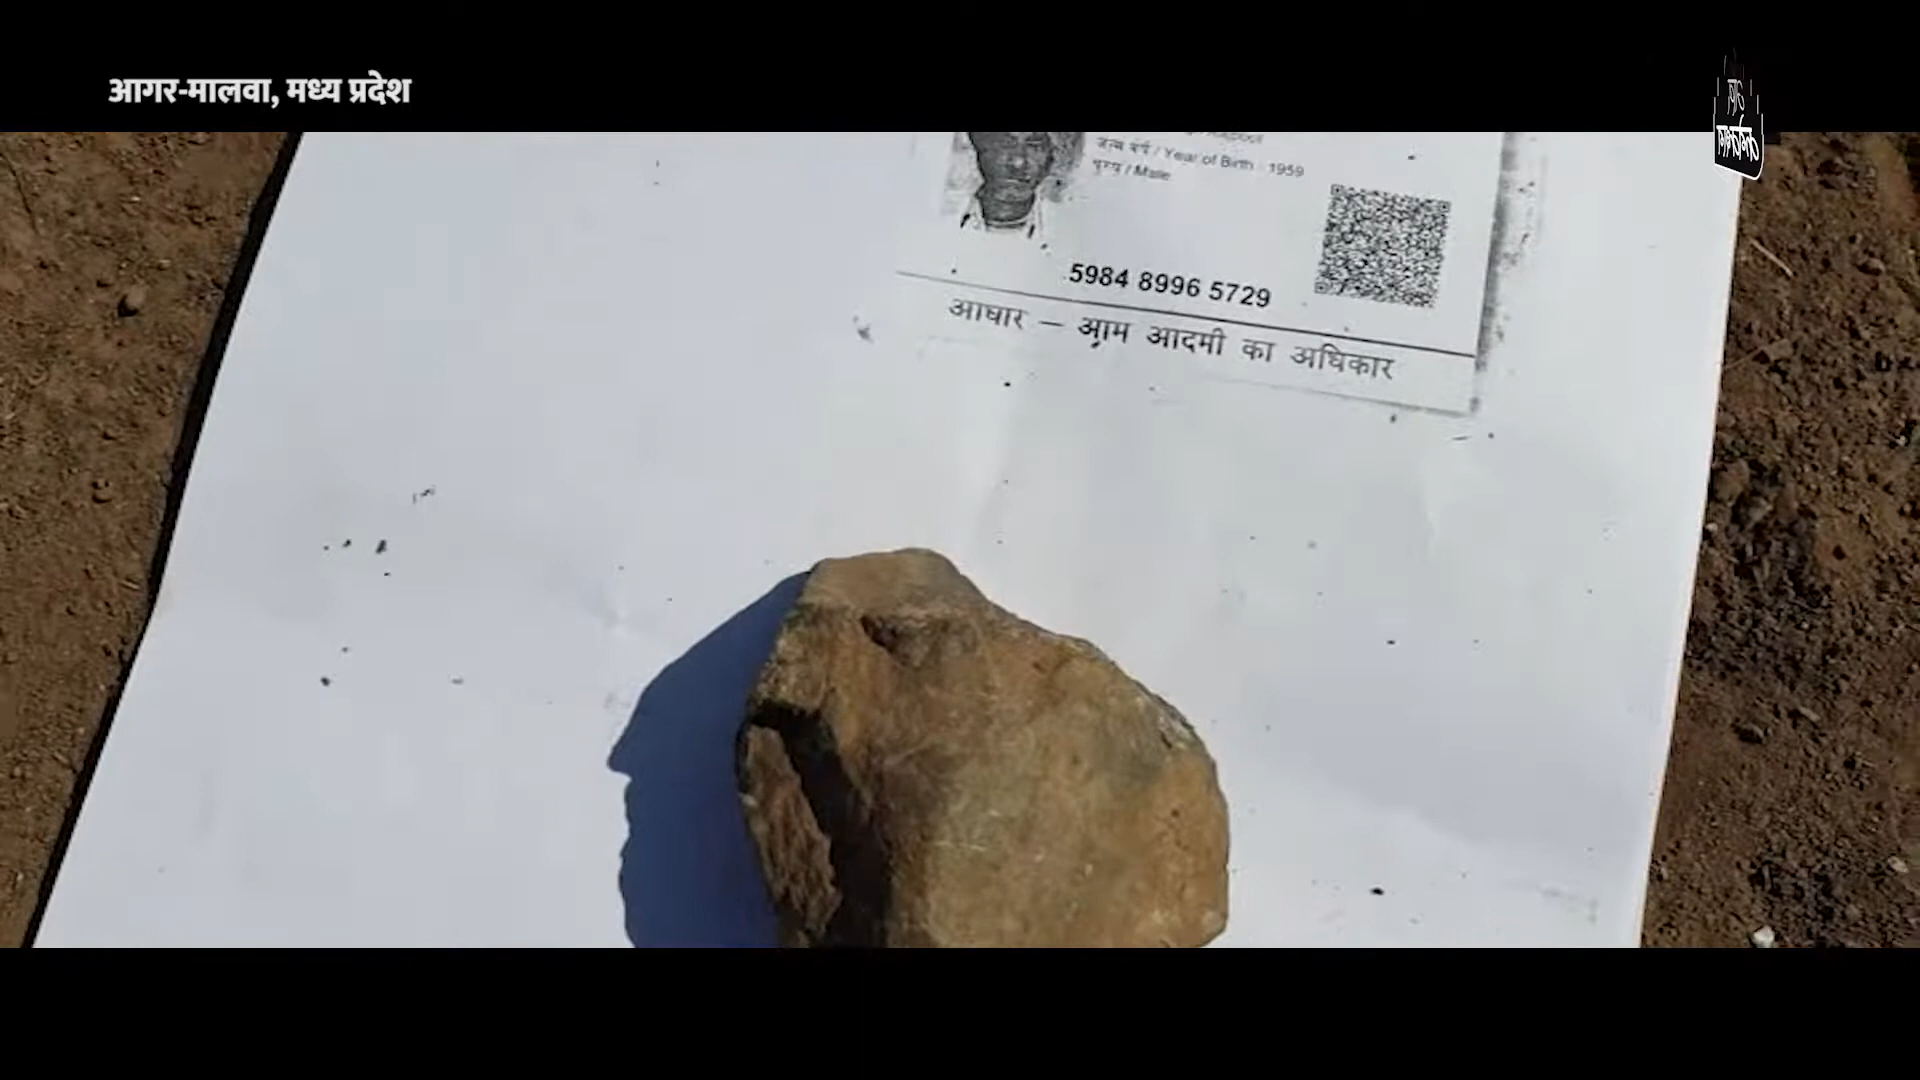 आगर-मालवा, मध्य प्रदेश
जन्म वर्ष / Year of Birth : 1959
पुरुष / Male
5984 8996 5729
आधार — आम आदमी का अधिकार